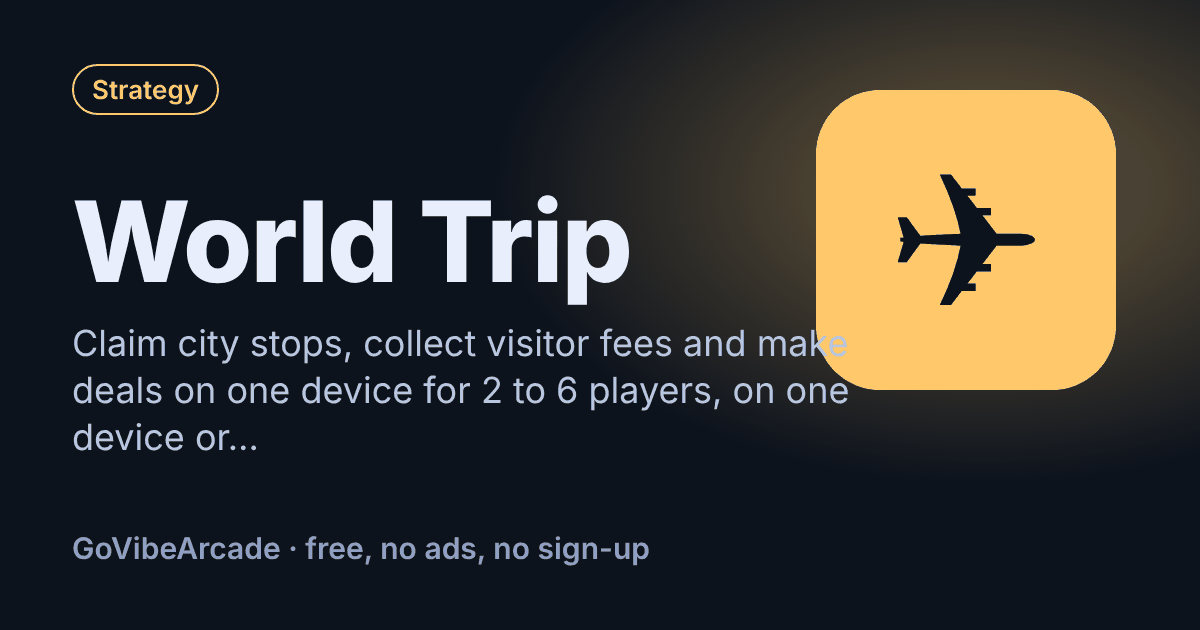 Strategy
World Trip
Claim city stops, collect visitor fees and make
deals on one device for 2 to 6 players, on one
device or...
GoVibeArcade · free, no ads, no sign-up